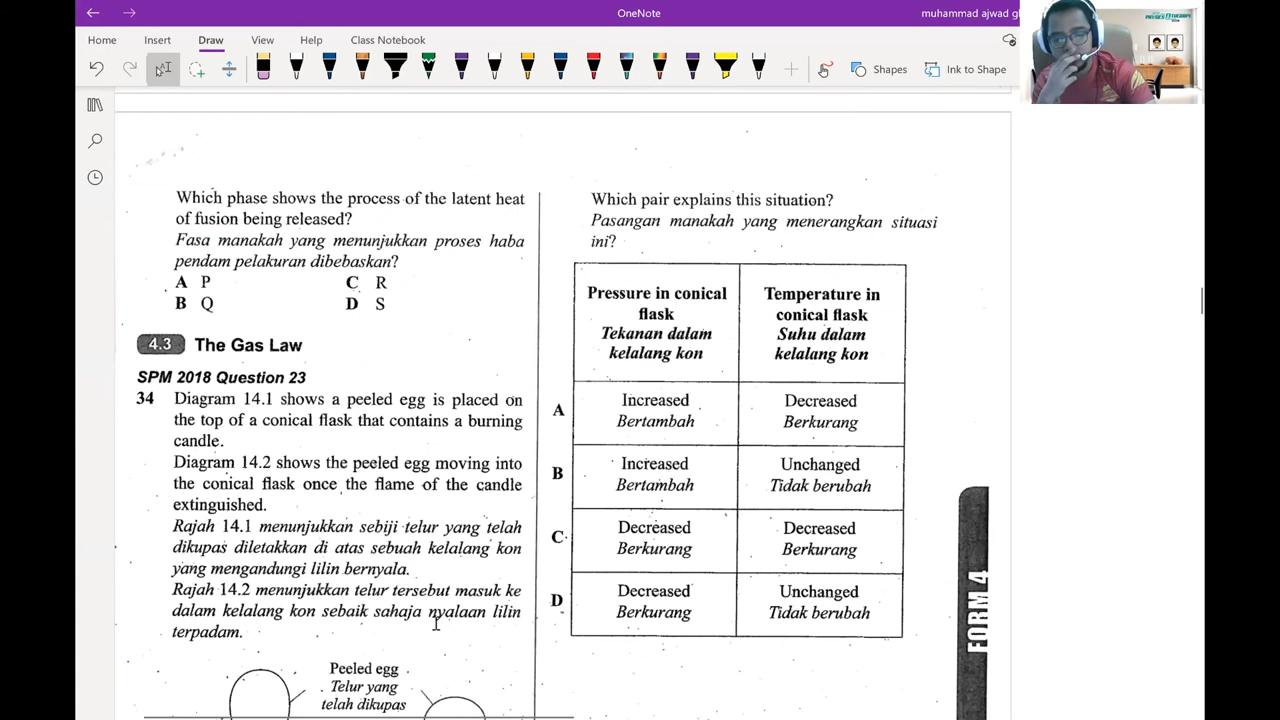 OneNote
muhammad ajwad gh
Home Insert Draw View Help Class Notebook
Shapes
Ink to Shape
Which phase shows the process of the latent heat
of fusion being released?
Fasa manakah yang menunjukkan proses haba
pendam pelakuran dibebaskan?
A P C R
B Q D S
4.3 The Gas Law
SPM 2018 Question 23
34 Diagram 14.1 shows a peeled egg is placed on
the top of a conical flask that contains a burning
candle.
Diagram 14.2 shows the peeled egg moving into
the conical flask once the flame of the candle
extinguished.
Rajah 14.1 menunjukkan sebiji telur yang telah
dikupas diletakkan di atas sebuah kelalang kon
yang mengandungi lilin bernyala.
Rajah 14.2 menunjukkan telur tersebut masuk ke
dalam kelalang kon sebaik sahaja nyalaan lilin
terpadam.
Peeled egg
Telur yang
telah dikupas
Which pair explains this situation?
Pasangan manakah yang menerangkan situasi
ini?
Pressure in conical
flask
Tekanan dalam
kelalang kon
Temperature in
conical flask
Suhu dalam
kelalang kon
A Increased Decreased
Bertambah Berkurang
B Increased Unchanged
Bertambah Tidak berubah
C Decreased Decreased
Berkurang Berkurang
D Decreased Unchanged
Berkurang Tidak berubah
FORM 4